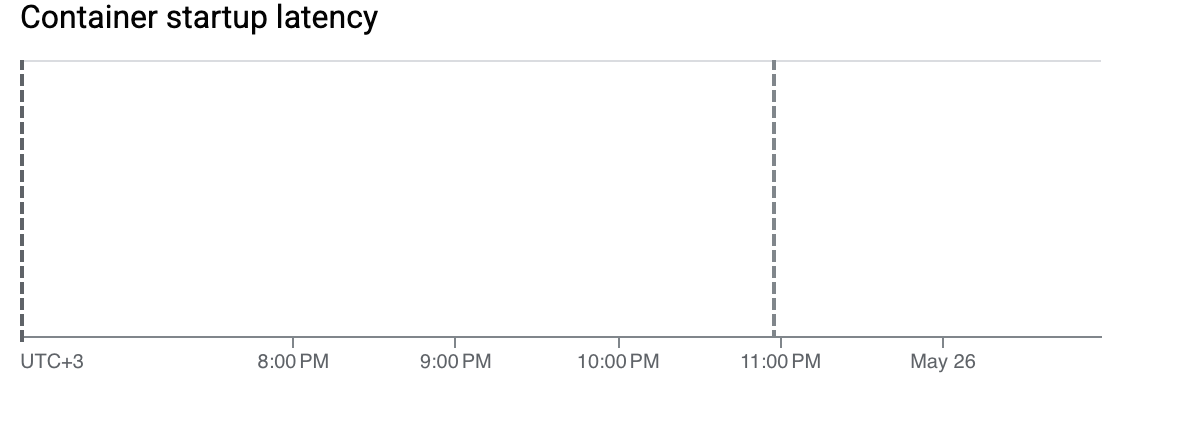 Container startup latency
UTC+3 8:00 PM 9:00 PM 10:00 PM 11:00 PM May 26